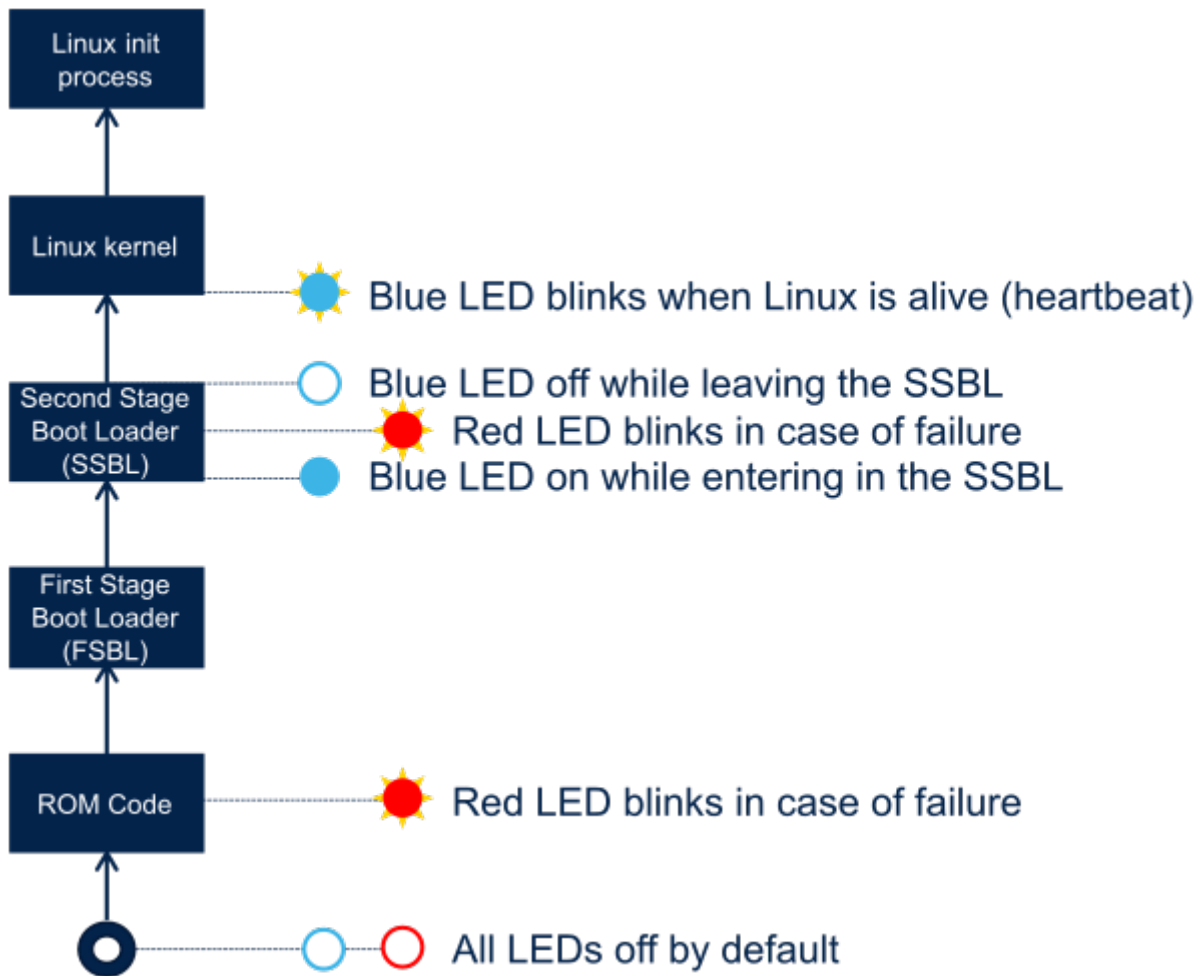 Linux init
process
Linux kernel
Blue LED blinks when Linux is alive (heartbeat)
Blue LED off while leaving the SSBL
Second Stage
Boot Loader
(SSBL)
Red LED blinks in case of failure
Blue LED on while entering in the SSBL
First Stage
Boot Loader
(FSBL)
ROM Code
Red LED blinks in case of failure
All LEDs off by default